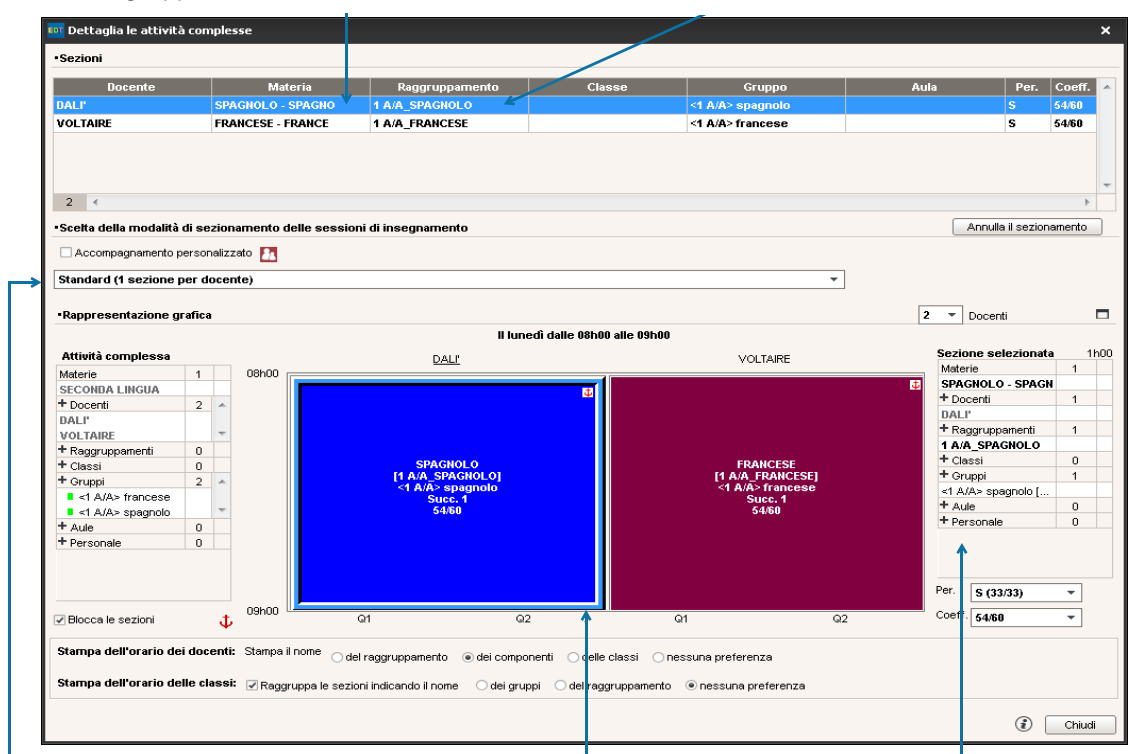 EDT Dettaglia le attività complesse
•Sezioni
Docente Materia Raggruppamento Classe Gruppo Aula Per. Coeff.
DALI' SPAGNOLO - SPAGNO 1 A/A_SPAGNOLO <1 A/A> spagnolo S 54/60
VOLTAIRE FRANCESE - FRANCE 1 A/A_FRANCESE <1 A/A> francese S 54/60
2
•Scelta della modalità di sezionamento delle sessioni di insegnamento Annulla il sezionamento
Accompagnamento personalizzato
Standard (1 sezione per docente)
•Rappresentazione grafica 2 Docenti
Il lunedì dalle 08h00 alle 09h00
Attività complessa
Materie 1
SECONDA LINGUA
+ Docenti 2
DALI'
VOLTAIRE
+ Raggruppamenti 0
+ Classi 0
+ Gruppi 2
<1 A/A> francese
<1 A/A> spagnolo
+ Aule 0
+ Personale 0
Blocca le sezioni
DALI' VOLTAIRE
08h00
SPAGNOLO
[1 A/A_SPAGNOLO]
<1 A/A> spagnolo
Succ. 1
54/60
FRANCESE
[1 A/A_FRANCESE]
<1 A/A> francese
Succ. 1
54/60
09h00
Q1 Q2 Q1 Q2
Sezione selezionata 1h00
Materie 1
SPAGNOLO - SPAGN
+ Docenti 1
DALI'
+ Raggruppamenti 1
1 A/A_SPAGNOLO
+ Classi 0
+ Gruppi 1
<1 A/A> spagnolo [...
+ Aule 0
+ Personale 0
Per. S (33/33)
Coeff. 54/60
Stampa dell'orario dei docenti: Stampa il nome del raggruppamento dei componenti delle classi nessuna preferenza
Stampa dell'orario delle classi: Raggruppa le sezioni indicando il nome dei gruppi del raggruppamento nessuna preferenza
Chiudi